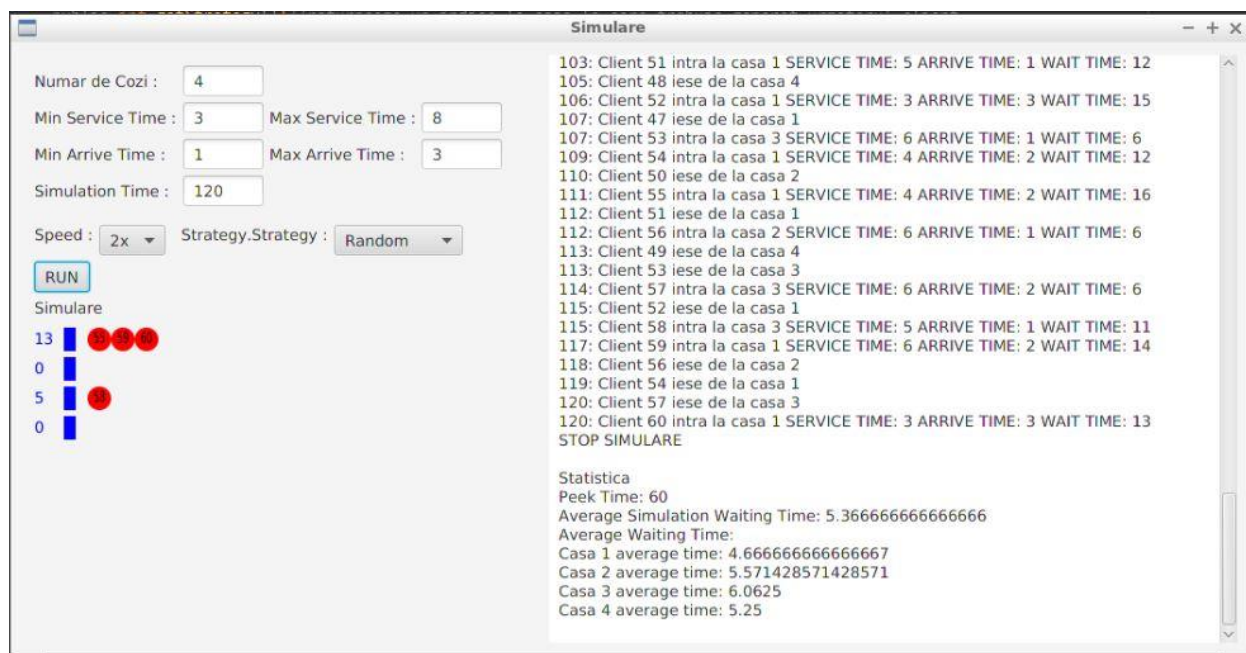 Simulare
Numar de Cozi : 4
Min Service Time : 3 Max Service Time : 8
Min Arrive Time : 1 Max Arrive Time : 3
Simulation Time : 120
Speed : 2x Strategy.Strategy : Random
RUN
Simulare
13 55 59 60
0
5 58
0
103: Client 51 intra la casa 1 SERVICE TIME: 5 ARRIVE TIME: 1 WAIT TIME: 12
105: Client 48 iese de la casa 4
106: Client 52 intra la casa 1 SERVICE TIME: 3 ARRIVE TIME: 3 WAIT TIME: 15
107: Client 47 iese de la casa 1
107: Client 53 intra la casa 3 SERVICE TIME: 6 ARRIVE TIME: 1 WAIT TIME: 6
109: Client 54 intra la casa 1 SERVICE TIME: 4 ARRIVE TIME: 2 WAIT TIME: 12
110: Client 50 iese de la casa 2
111: Client 55 intra la casa 1 SERVICE TIME: 4 ARRIVE TIME: 2 WAIT TIME: 16
112: Client 51 iese de la casa 1
112: Client 56 intra la casa 2 SERVICE TIME: 6 ARRIVE TIME: 1 WAIT TIME: 6
113: Client 49 iese de la casa 4
113: Client 53 iese de la casa 3
114: Client 57 intra la casa 3 SERVICE TIME: 6 ARRIVE TIME: 2 WAIT TIME: 6
115: Client 52 iese de la casa 1
115: Client 58 intra la casa 3 SERVICE TIME: 5 ARRIVE TIME: 1 WAIT TIME: 11
117: Client 59 intra la casa 1 SERVICE TIME: 6 ARRIVE TIME: 2 WAIT TIME: 14
118: Client 56 iese de la casa 2
119: Client 54 iese de la casa 1
120: Client 57 iese de la casa 3
120: Client 60 intra la casa 1 SERVICE TIME: 3 ARRIVE TIME: 3 WAIT TIME: 13
STOP SIMULARE
Statistica
Peek Time: 60
Average Simulation Waiting Time: 5.366666666666666
Average Waiting Time:
Casa 1 average time: 4.666666666666667
Casa 2 average time: 5.571428571428571
Casa 3 average time: 6.0625
Casa 4 average time: 5.25